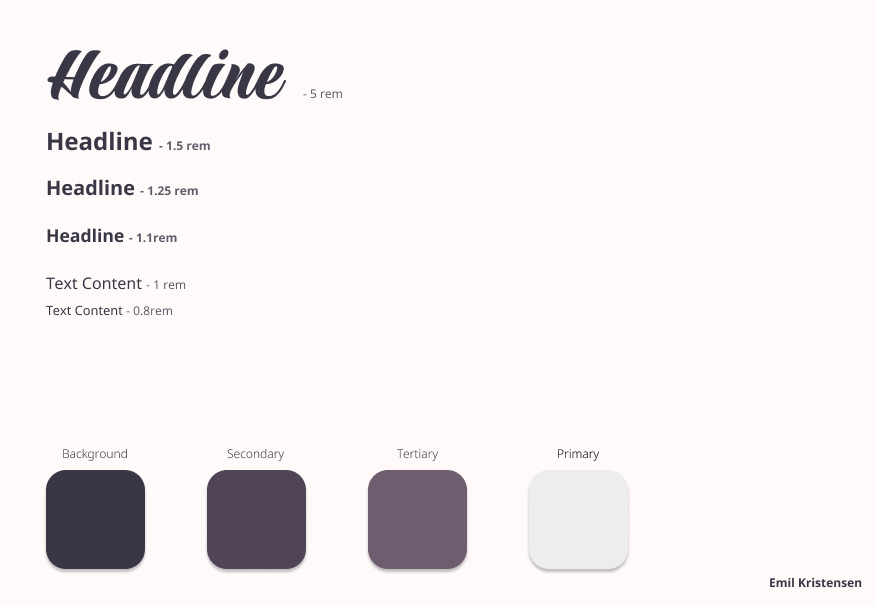 Headline - 5 rem
Headline - 1.5 rem
Headline - 1.25 rem
Headline - 1.1rem
Text Content - 1 rem
Text Content - 0.8rem
Background Secondary Tertiary Primary
Emil Kristensen